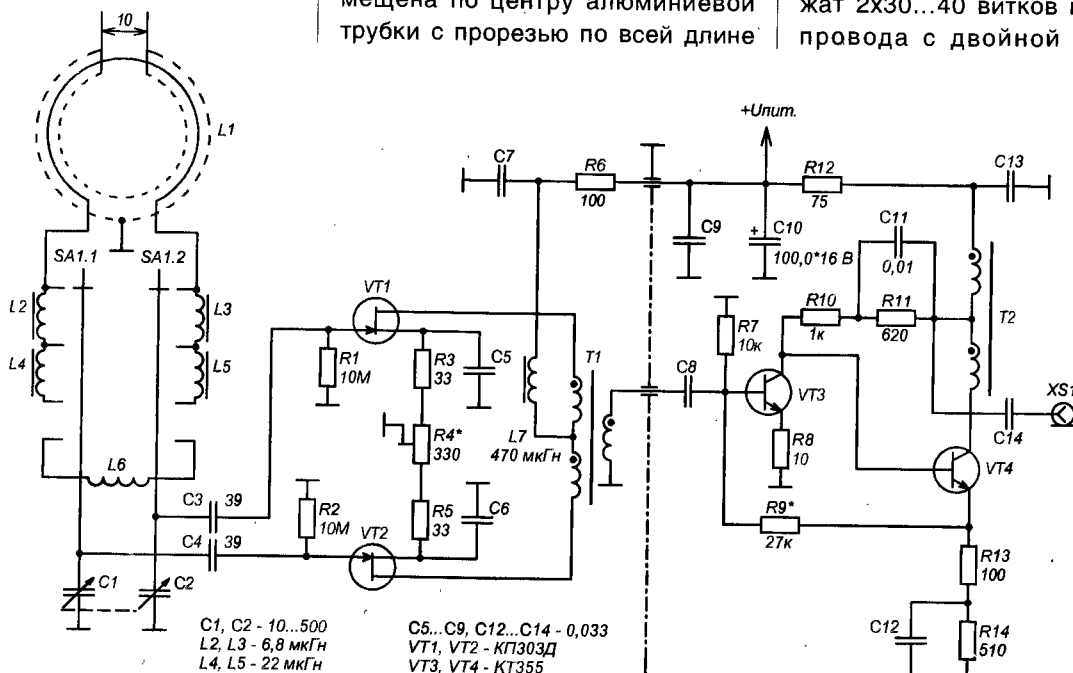 мещена по центру алюминиевой
трубки с прорезью по всей длине
жат 2х30...40 витков
провода с двойной
10
L1
+Uпит.
C7
R6
100
R12
75
C13
C9
+
C10
100,0*16 В
C11
0,01
SA1.1
SA1.2
L2
L3
L4
L5
VT1
R1
10М
R3
33
C5
R4*
330
T1
R7
10к
R10
1к
R11
620
T2
C8
VT3
XS1
C14
L7
470 мкГн
L6
R8
10
VT4
C3
39
C4
39
R2
10М
R5
33
C6
R9*
27к
VT2
C1
C2
R13
100
C12
R14
510
C1, C2 - 10...500
L2, L3 - 6,8 мкГн
L4, L5 - 22 мкГн
C5...C9, C12...C14 - 0,033
VT1, VT2 - КП303Д
VT3, VT4 - КТ355